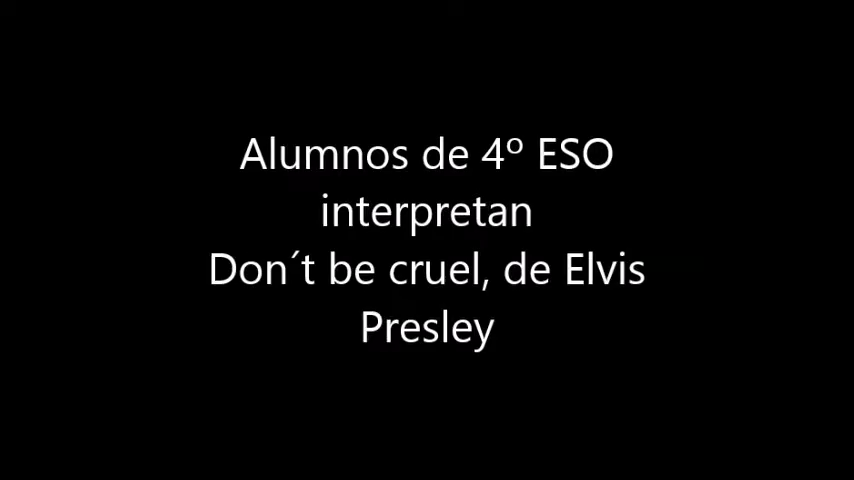 Alumnos de 4º ESO
interpretan
Don´t be cruel, de Elvis
Presley